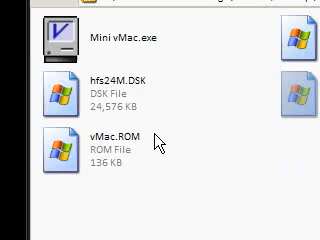 Mini vMac.exe
hfs24M.DSK
DSK File
24,576 KB
vMac.ROM
ROM File
136 KB